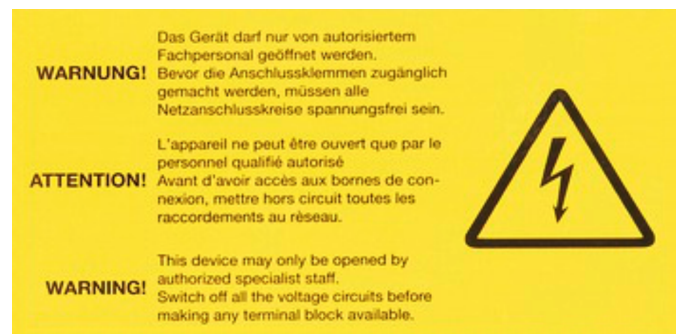 Das Gerät darf nur von autorisiertem
Fachpersonal geöffnet werden.
WARNUNG! Bevor die Anschlussklemmen zugänglich
gemacht werden, müssen alle
Netzanschlusskreise spannungsfrei sein.
L'appareil ne peut être ouvert que par le
personnel qualifié autorisé
ATTENTION! Avant d'avoir accès aux bornes de con-
nexion, mettre hors circuit toutes les
raccordements au rèseau.
This device may only be opened by
authorized specialist staff.
WARNING! Switch off all the voltage circuits before
making any terminal block available.